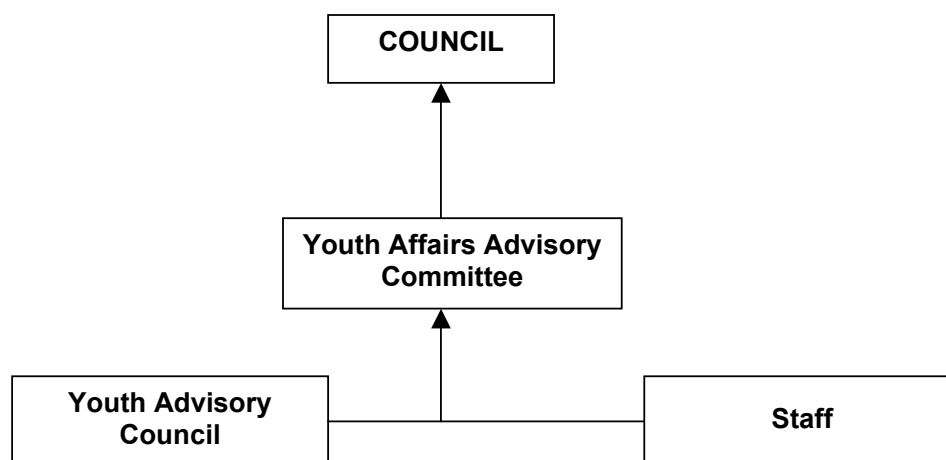 COUNCIL
Youth Affairs Advisory
Committee
Youth Advisory
Council
Staff